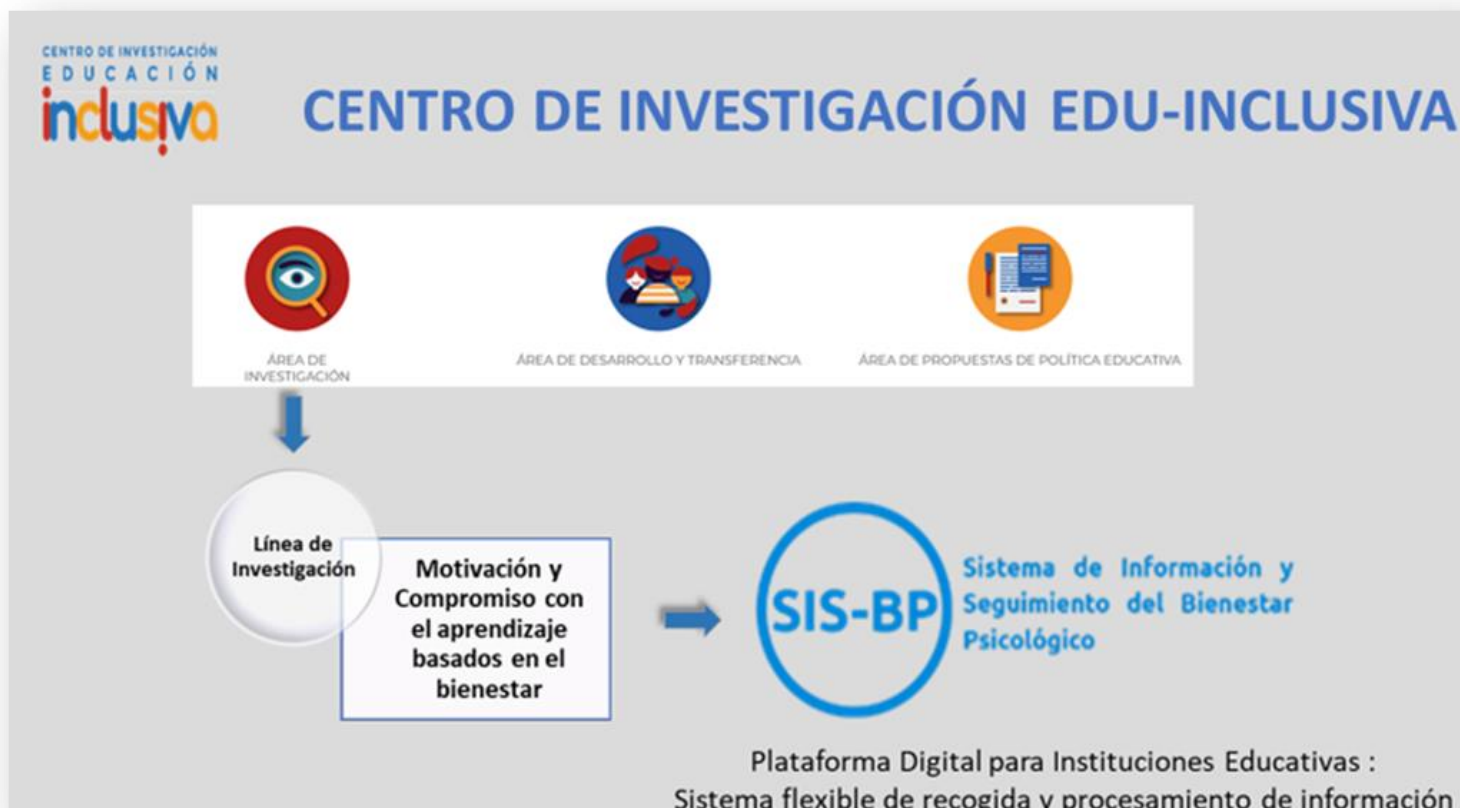 CENTRO DE INVESTIGACIÓN
EDUCACIÓN
inclusiva
CENTRO DE INVESTIGACIÓN EDU-INCLUSIVA
ÁREA DE
INVESTIGACIÓN
ÁREA DE DESARROLLO Y TRANSFERENCIA
ÁREA DE PROPUESTAS DE POLÍTICA EDUCATIVA
Línea de
Investigación
Motivación y
Compromiso con
el aprendizaje
basados en el
bienestar
SIS-BP
Sistema de Información y
Seguimiento del Bienestar
Psicológico
Plataforma Digital para Instituciones Educativas :
Sistema flexible de recogida y procesamiento de información